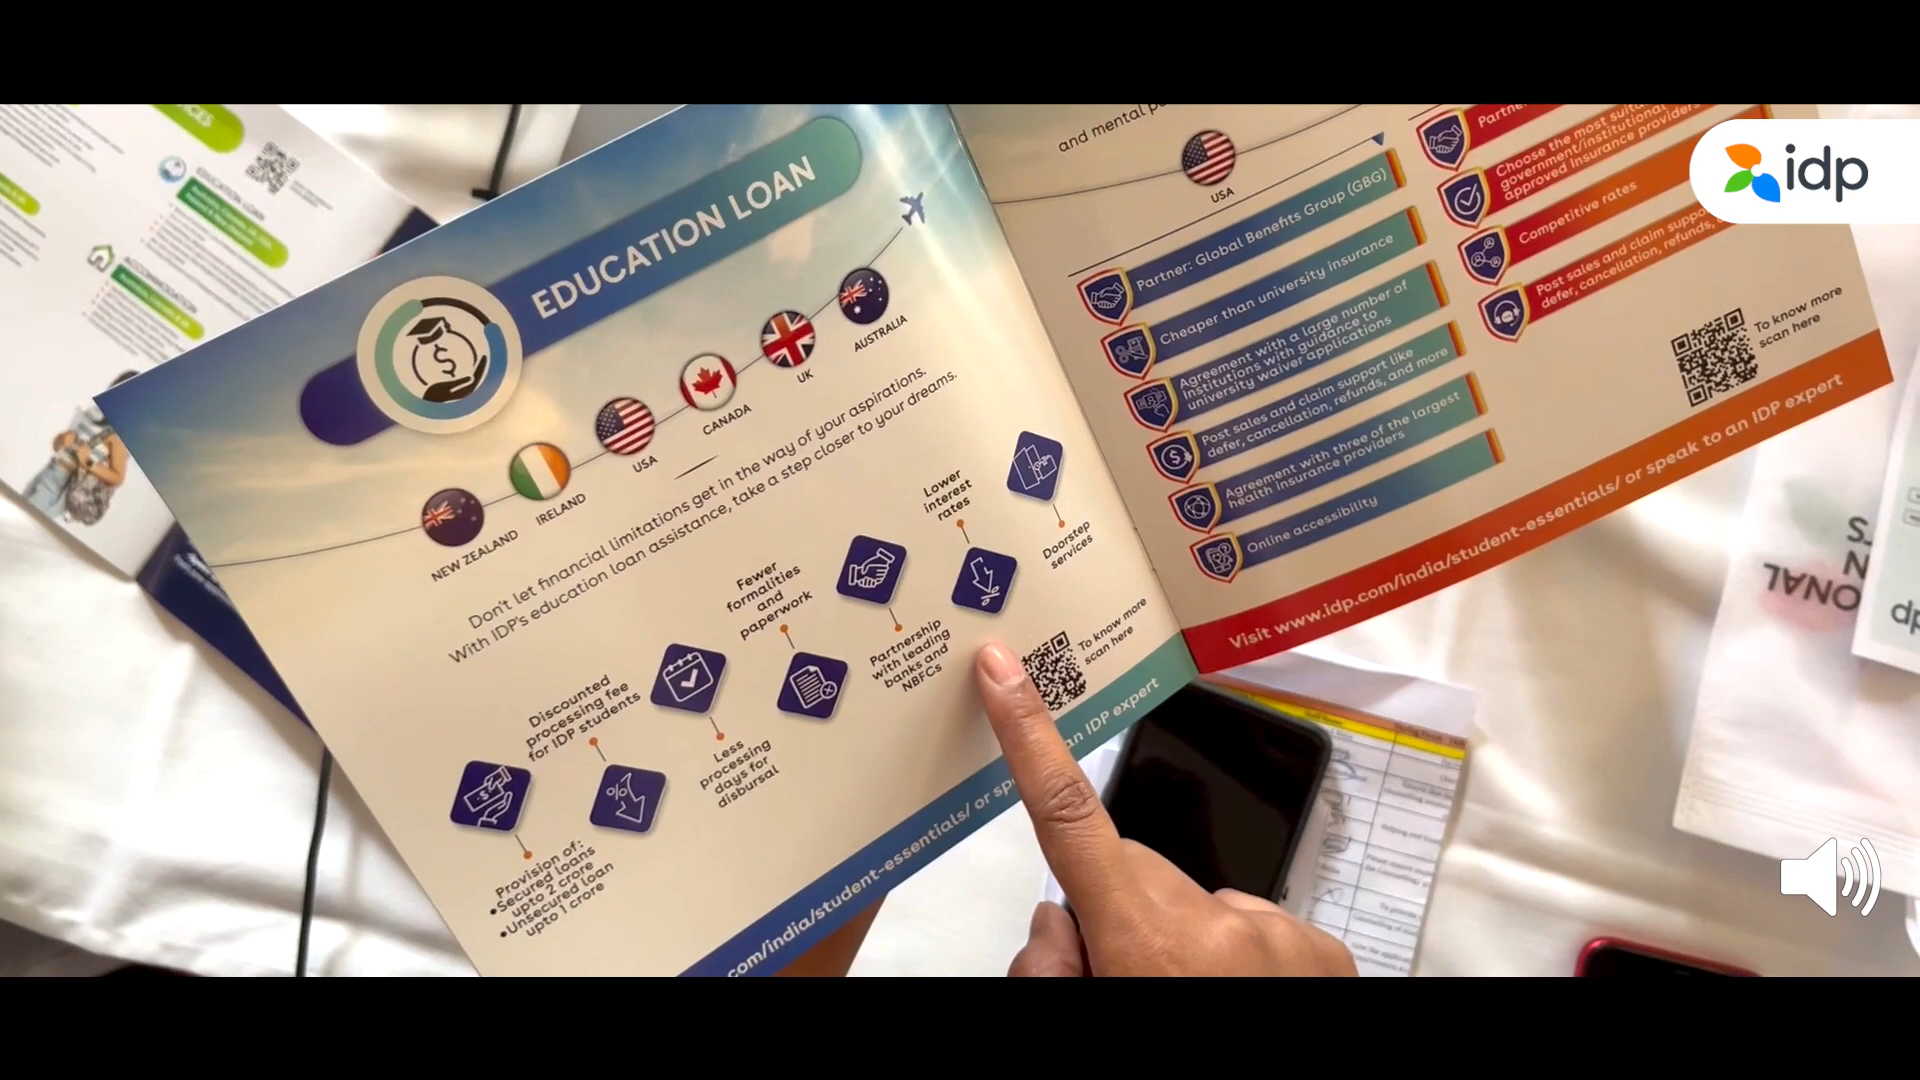 EDUCATION LOAN
NEW ZEALAND
IRELAND
USA
CANADA
UK
AUSTRALIA
Don't let financial limitations get in the way of your aspirations.
With IDP's education loan assistance, take a step closer to your dreams.
Provision of:
•Secured loans
upto 2 crore
•Unsecured loan
upto 1 crore
Discounted
processing fee
for IDP students
Less
processing
days for
disbursal
Fewer
formalities
and
paperwork
Partnership
with leading
banks and
NBFCs
Lower
interest
rates
Doorstep
services
To know more
scan here
.com/india/student-essentials/ or sp
an IDP expert
and mental
USA
Partner: Global Benefits Group (GBG)
Cheaper than university insurance
Agreement with a large number of
institutions with guidance to
university waiver applications
Post sales and claim support like
defer, cancellation, refunds, and more
Agreement with three of the largest
health insurance providers
Online accessibility
Choose the most
government/institutional
approved Insurance providers
Competitive rates
Post sales and claim
defer, cancellation, refunds,
To know more
scan here
Visit www.idp.com/india/student-essentials/ or speak to an IDP expert
idp
EDUCATION LOAN
ACCOMMODATION